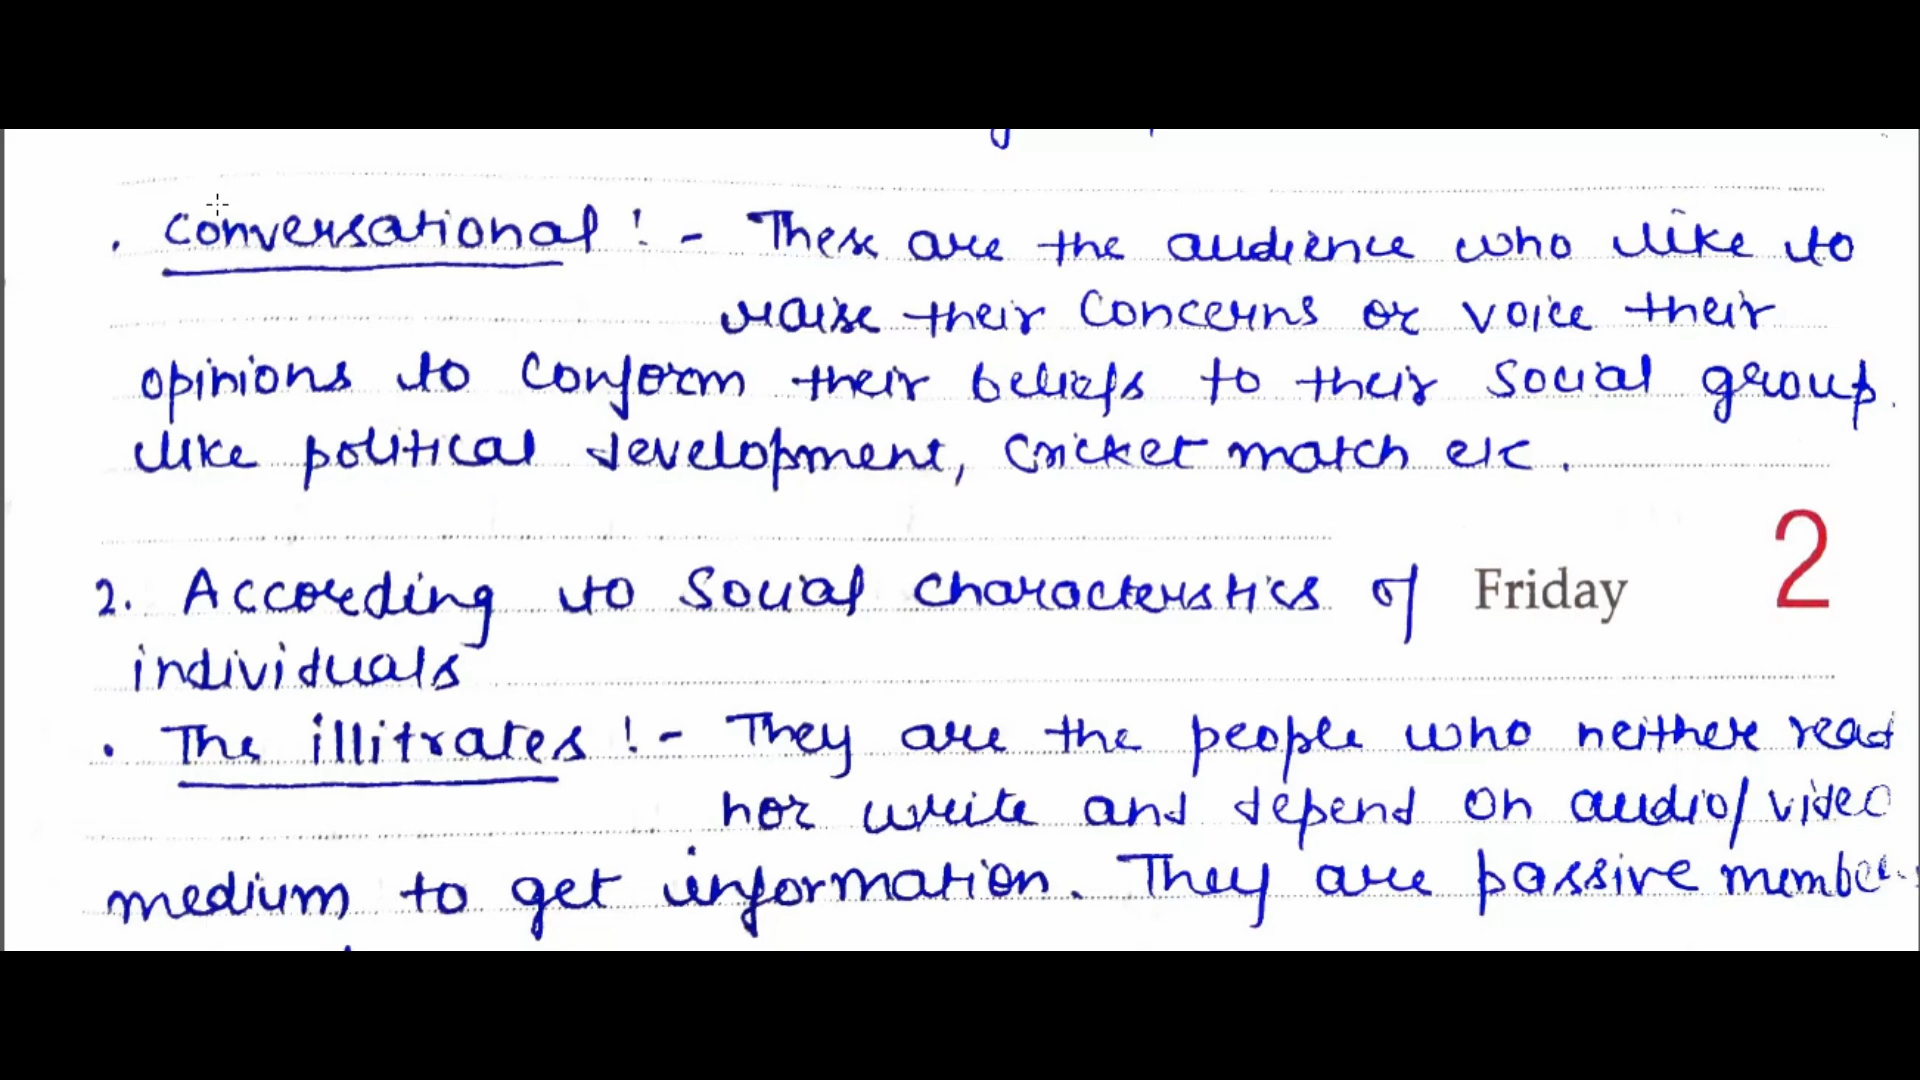 . Conversational :- These are the audience who like to
raise their concerns or voice their
opinions to conform their beliefs to their social group.
like political development, cricket match etc.
2. According to Social characteristics of Friday 2
individuals
. The illitrates :- They are the people who neither read
nor write and depend on audio/video
medium to get information. They are passive